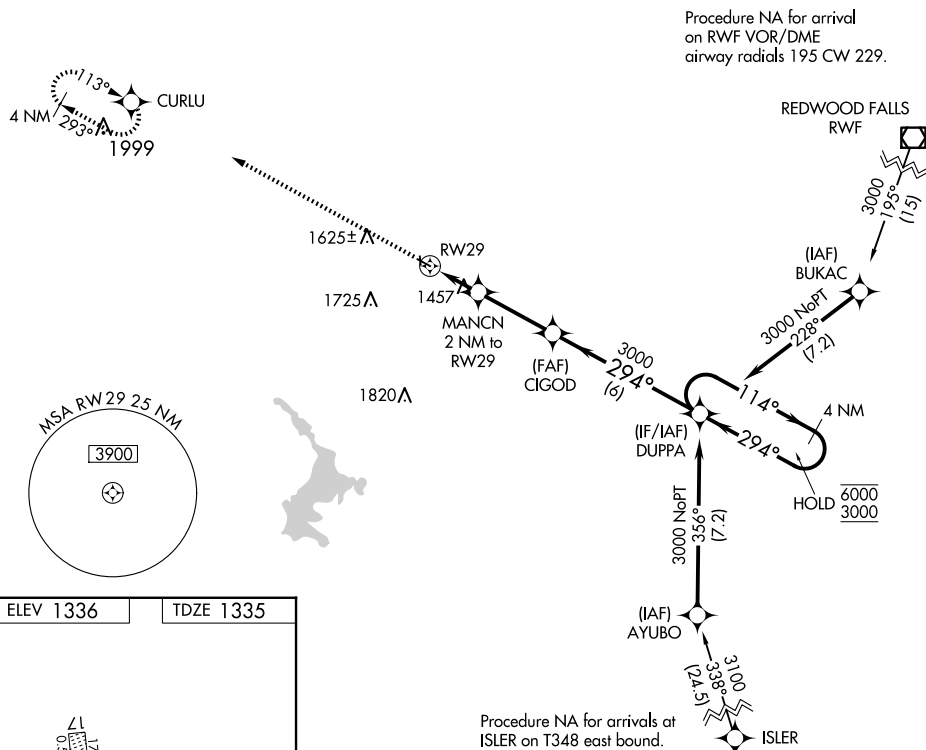 Procedure NA for arrival
on RWF VOR/DME
airway radials 195 CW 229.
113°
CURLU
4 NM
293°
1999
REDWOOD FALLS
RWF
3000
195°
(15)
1625±
RW29
(IAF)
BUKAC
1725
1457
MANCN
2 NM to
RW29
3000 NoPT
228°
(7.2)
(FAF)
CIGOD
3000
294°
(6)
1820
114°
4 NM
MSA RW 29 25 NM
3900
(IF/IAF)
DUPPA
294°
HOLD
6000
3000
3000 NoPT
356°
(7.2)
ELEV 1336
TDZE 1335
(IAF)
AYUBO
3100
338°
(24.5)
17
Procedure NA for arrivals at
ISLER on T348 east bound.
ISLER